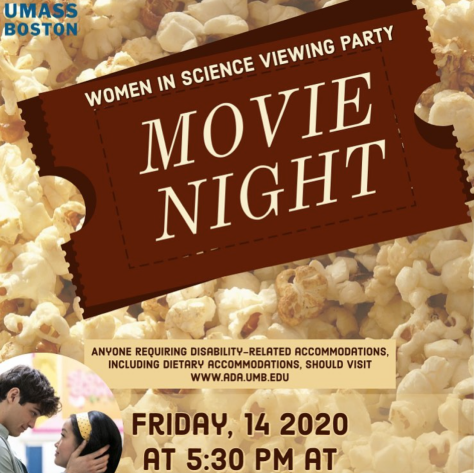 UMASS
BOSTON
WOMEN IN SCIENCE VIEWING PARTY
MOVIE
NIGHT
ANYONE REQUIRING DISABILITY-RELATED ACCOMMODATIONS,
INCLUDING DIETARY ACCOMMODATIONS, SHOULD VISIT
WWW.ADA.UMB.EDU
FRIDAY, 14 2020
AT 5:30 PM AT